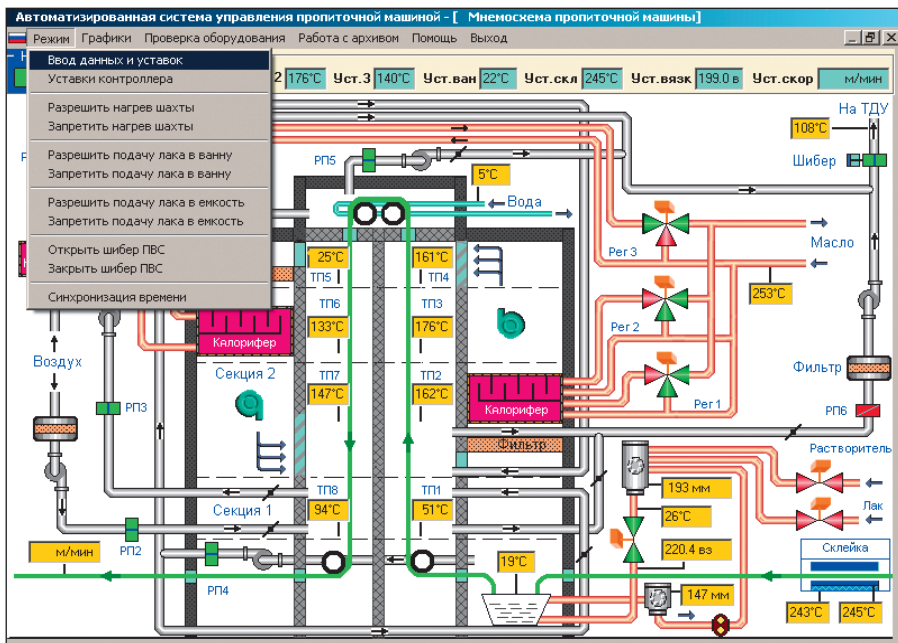 Автоматизированная система управления пропиточной машиной - [ Мнемосхема пропиточной машины]
Режим Графики Проверка оборудования Работа с архивом Помощь Выход
Ввод данных и уставок
Уставки контроллера
Разрешить нагрев шахты
Запретить нагрев шахты
Разрешить подачу лака в ванну
Запретить подачу лака в ванну
Разрешить подачу лака в емкость
Запретить подачу лака в емкость
Открыть шибер ПВС
Закрыть шибер ПВС
Синхронизация времени
2 176°C Уст.3 140°C Уст.ван 22°C Уст.скл 245°C Уст.вязк 199.0 в Уст.скор м/мин
На ТДУ
108°C
РП5
Шибер
5°C
Вода
Рег 3
Масло
25°C
161°C
ТП5
ТП4
253°C
ТП6
ТП3
133°C
176°C
Калорифер
Рег 2
Воздух
Секция 2
ТП7
ТП2
Фильтр
147°C
162°C
РП3
Калорифер
Рег 1
РП6
Фильтр
Растворитель
193 мм
ТП8
ТП1
Секция 1
94°C
51°C
26°C
Лак
м/мин
РП2
19°C
220.4 вз
Склейка
РП4
147 мм
243°C
245°C